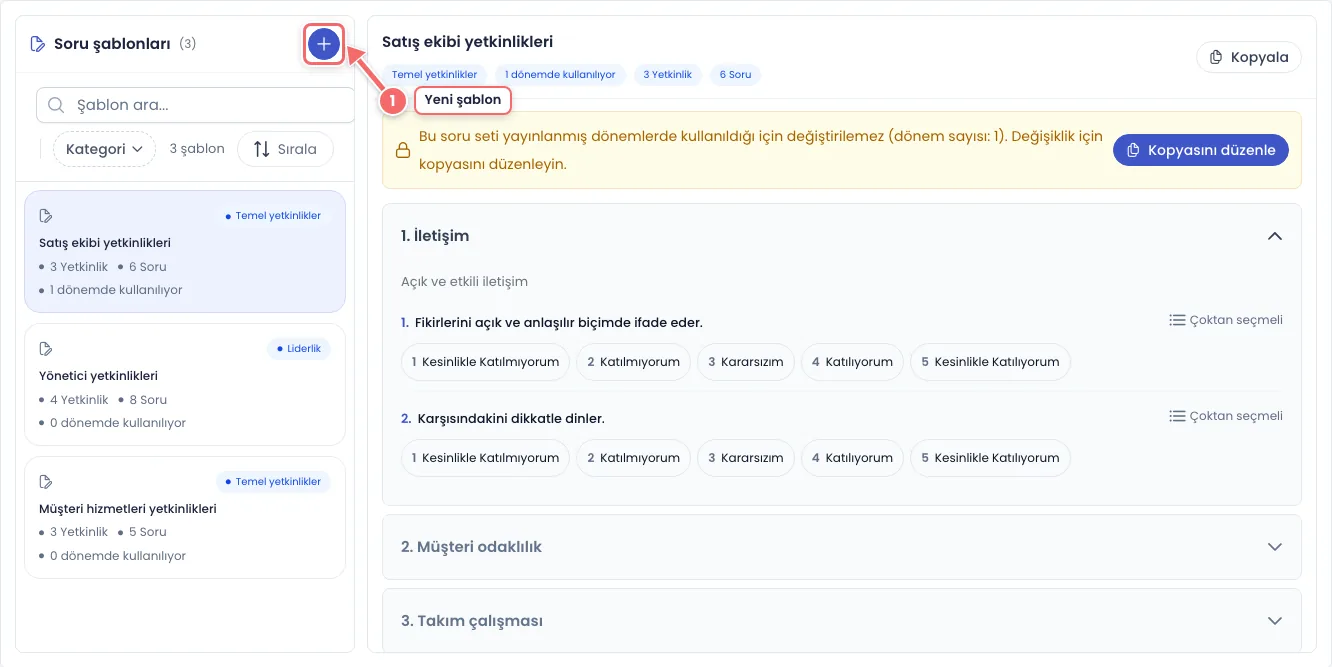 Soru şablonları (3)
Şablon ara...
Kategori
3 şablon
Sırala
Temel yetkinlikler
Satış ekibi yetkinlikleri
3 Yetkinlik
6 Soru
1 dönemde kullanılıyor
Liderlik
Yönetici yetkinlikleri
4 Yetkinlik
8 Soru
0 dönemde kullanılıyor
Temel yetkinlikler
Müşteri hizmetleri yetkinlikleri
3 Yetkinlik
5 Soru
0 dönemde kullanılıyor
1
Yeni şablon
Satış ekibi yetkinlikleri
Temel yetkinlikler
1 dönemde kullanılıyor
3 Yetkinlik
6 Soru
Kopyala
Bu soru seti yayınlanmış dönemlerde kullanıldığı için değiştirilemez (dönem sayısı: 1). Değişiklik için
kopyasını düzenleyin.
Kopyasını düzenle
1. İletişim
Açık ve etkili iletişim
1. Fikirlerini açık ve anlaşılır biçimde ifade eder.
Çoktan seçmeli
1 Kesinlikle Katılmıyorum
2 Katılmıyorum
3 Kararsızım
4 Katılıyorum
5 Kesinlikle Katılıyorum
2. Karşısındakini dikkatle dinler.
Çoktan seçmeli
1 Kesinlikle Katılmıyorum
2 Katılmıyorum
3 Kararsızım
4 Katılıyorum
5 Kesinlikle Katılıyorum
2. Müşteri odaklılık
3. Takım çalışması